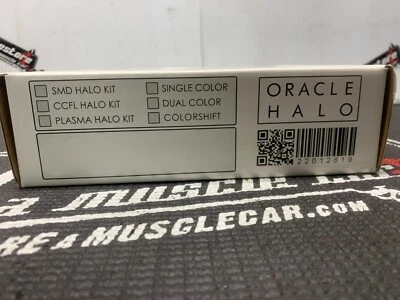 SMD HALO KIT
CCFL HALO KIT
PLASMA HALO KIT
SINGLE COLOR
DUAL COLOR
COLORSHIFT
ORACLE
HALO
22012619
a muscle
REAMUSCLECAR.COM